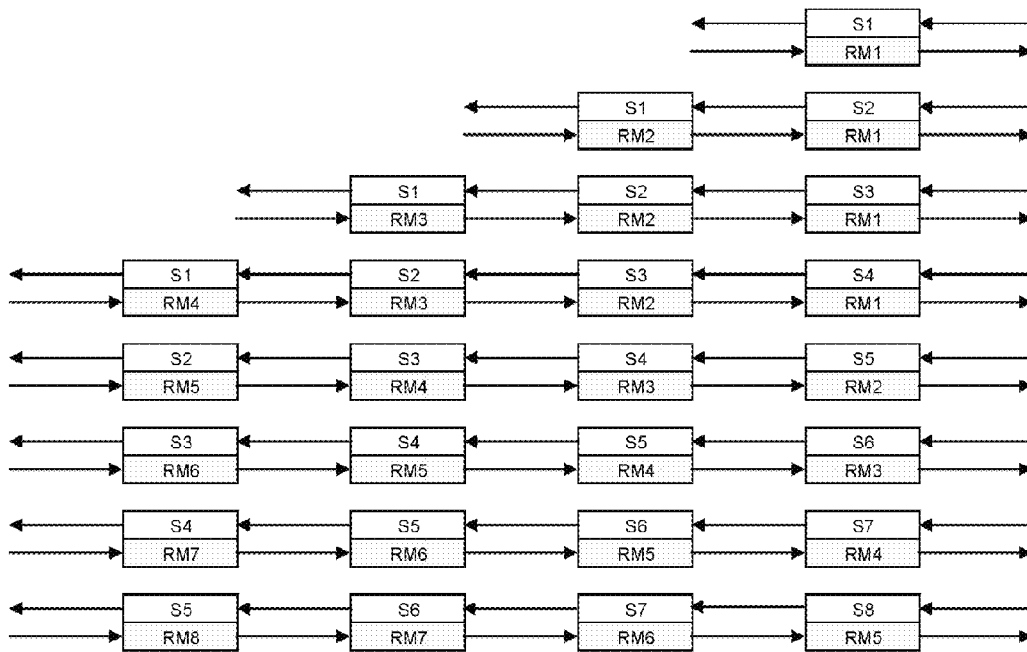 S1
RM1
S1 S2
RM2 RM1
S1 S2 S3
RM3 RM2 RM1
S1 S2 S3 S4
RM4 RM3 RM2 RM1
S2 S3 S4 S5
RM5 RM4 RM3 RM2
S3 S4 S5 S6
RM6 RM5 RM4 RM3
S4 S5 S6 S7
RM7 RM6 RM5 RM4
S5 S6 S7 S8
RM8 RM7 RM6 RM5